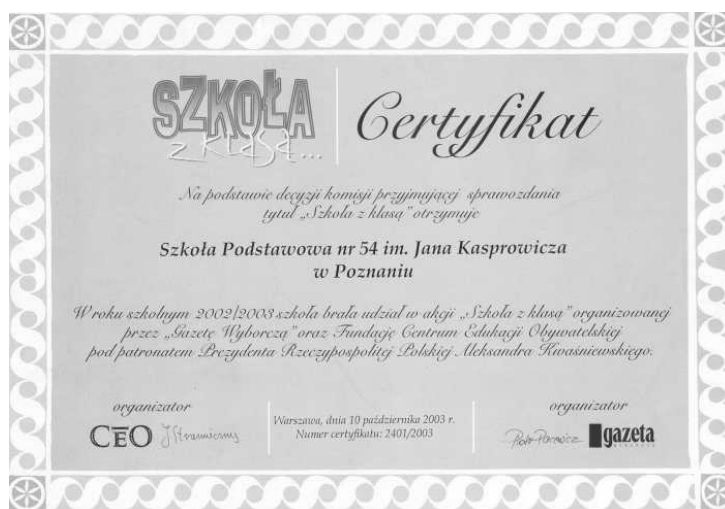 SZKOŁA
z klasą...
Certyfikat
Na podstawie decyzji komisji przyjmującej sprawozdania
tytuł „Szkoła z klasą” otrzymuje
Szkoła Podstawowa nr 54 im. Jana Kasprowicza
w Poznaniu
W roku szkolnym 2002/2003 szkoła brała udział w akcji „Szkoła z klasą” organizowanej
przez „Gazetę Wyborczą” oraz Fundację Centrum Edukacji Obywatelskiej
pod patronatem Prezydenta Rzeczypospolitej Polskiej Aleksandra Kwaśniewskiego.
organizator
CEO
Warszawa, dnia 10 października 2003 r.
Numer certyfikatu: 2401/2003
organizator
gazeta